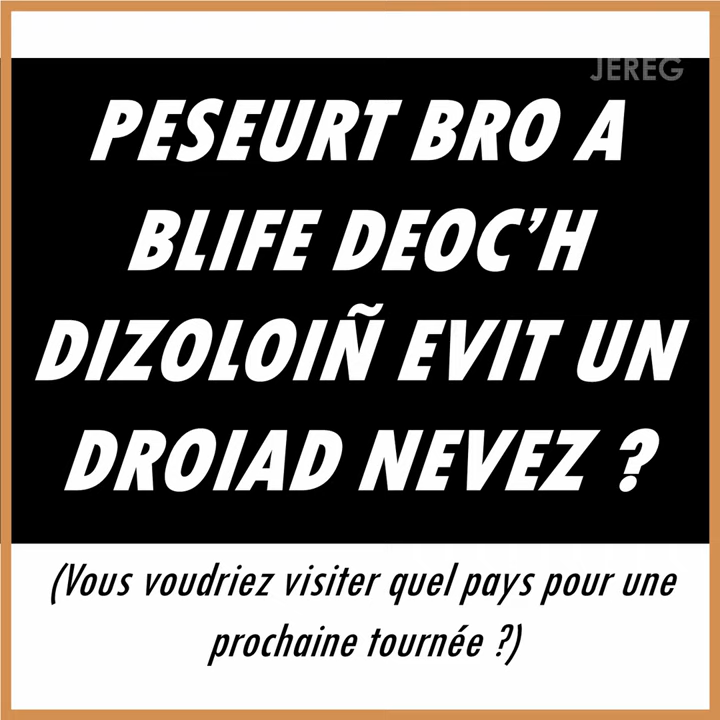 JEREG
PESEURT BRO A
BLIFE DEOC'H
DIZOLOIÑ EVIT UN
DROIAD NEVEZ ?
(Vous voudriez visiter quel pays pour une
prochaine tournée ?)